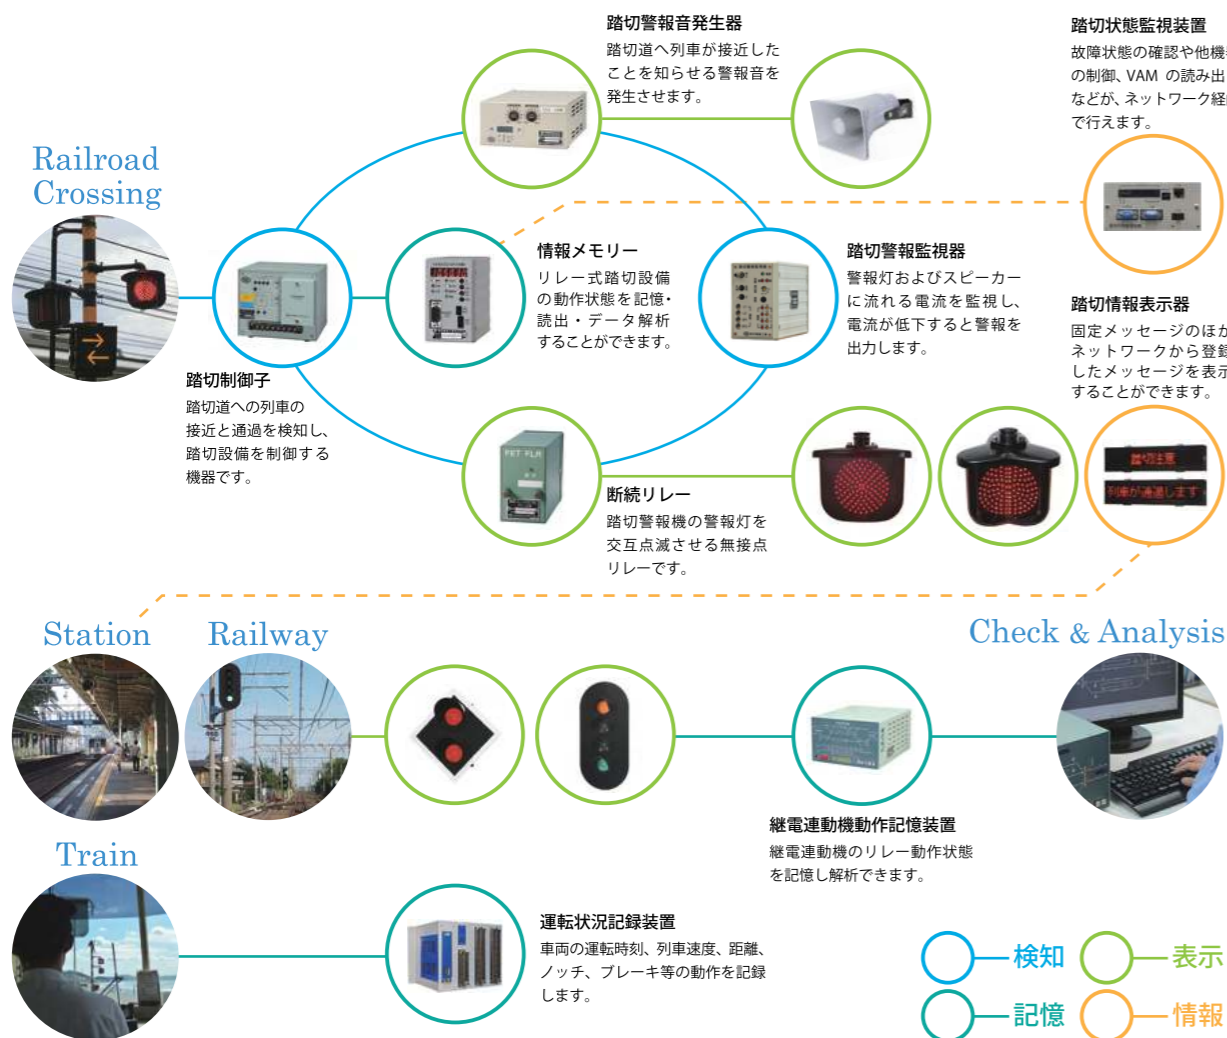 踏切警報音発生器
踏切道へ列車が接近した
ことを知らせる警報音を
発生させます。
踏切状態監視装置
故障状態の確認や他機
の制御、VAM の読み出
などが、ネットワーク経
で行えます。
Railroad
Crossing
情報メモリー
リレー式踏切設備
の動作状態を記憶・
読出・データ解析
することができます。
踏切警報監視器
警報灯およびスピーカー
に流れる電流を監視し、
電流が低下すると警報を
出力します。
踏切情報表示器
固定メッセージのほか
ネットワークから登録
したメッセージを表示
することができます。
踏切制御子
踏切道への列車の
接近と通過を検知し、
踏切設備を制御する
機器です。
FET FLR
踏切注意
列車が通過します
断続リレー
踏切警報機の警報灯を
交互点滅させる無接点
リレーです。
Station
Railway
Check & Analysis
継電連動機動作記憶装置
継電連動機のリレー動作状態
を記憶し解析できます。
Train
運転状況記録装置
車両の運転時刻、列車速度、距離、
ノッチ、ブレーキ等の動作を記録
します。
検知
表示
記憶
情報